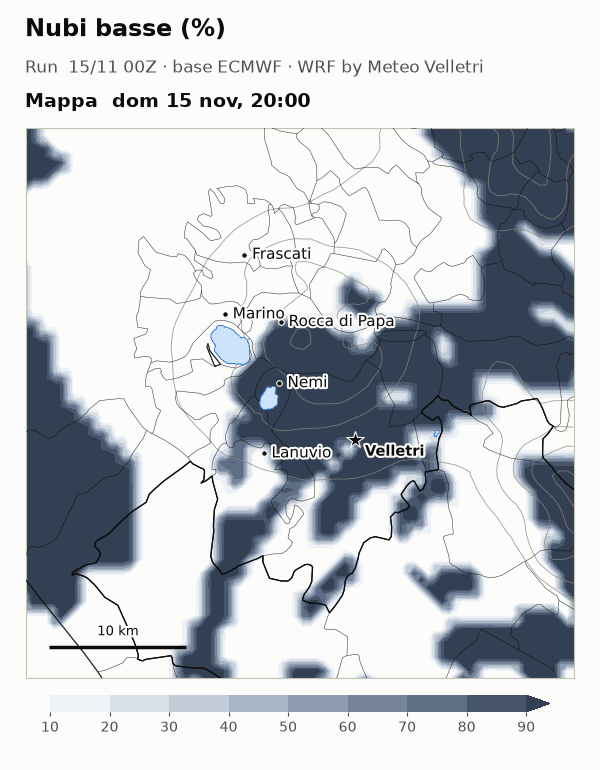 Nubi basse (%)
Run  15/11 00Z · base ECMWF · WRF by Meteo Velletri
Mappa  dom 15 nov, 20:00
Frascati
Marino
Rocca di Papa
Nemi
Velletri
Lanuvio
10 km
10 20 30 40 50 60 70 80 90